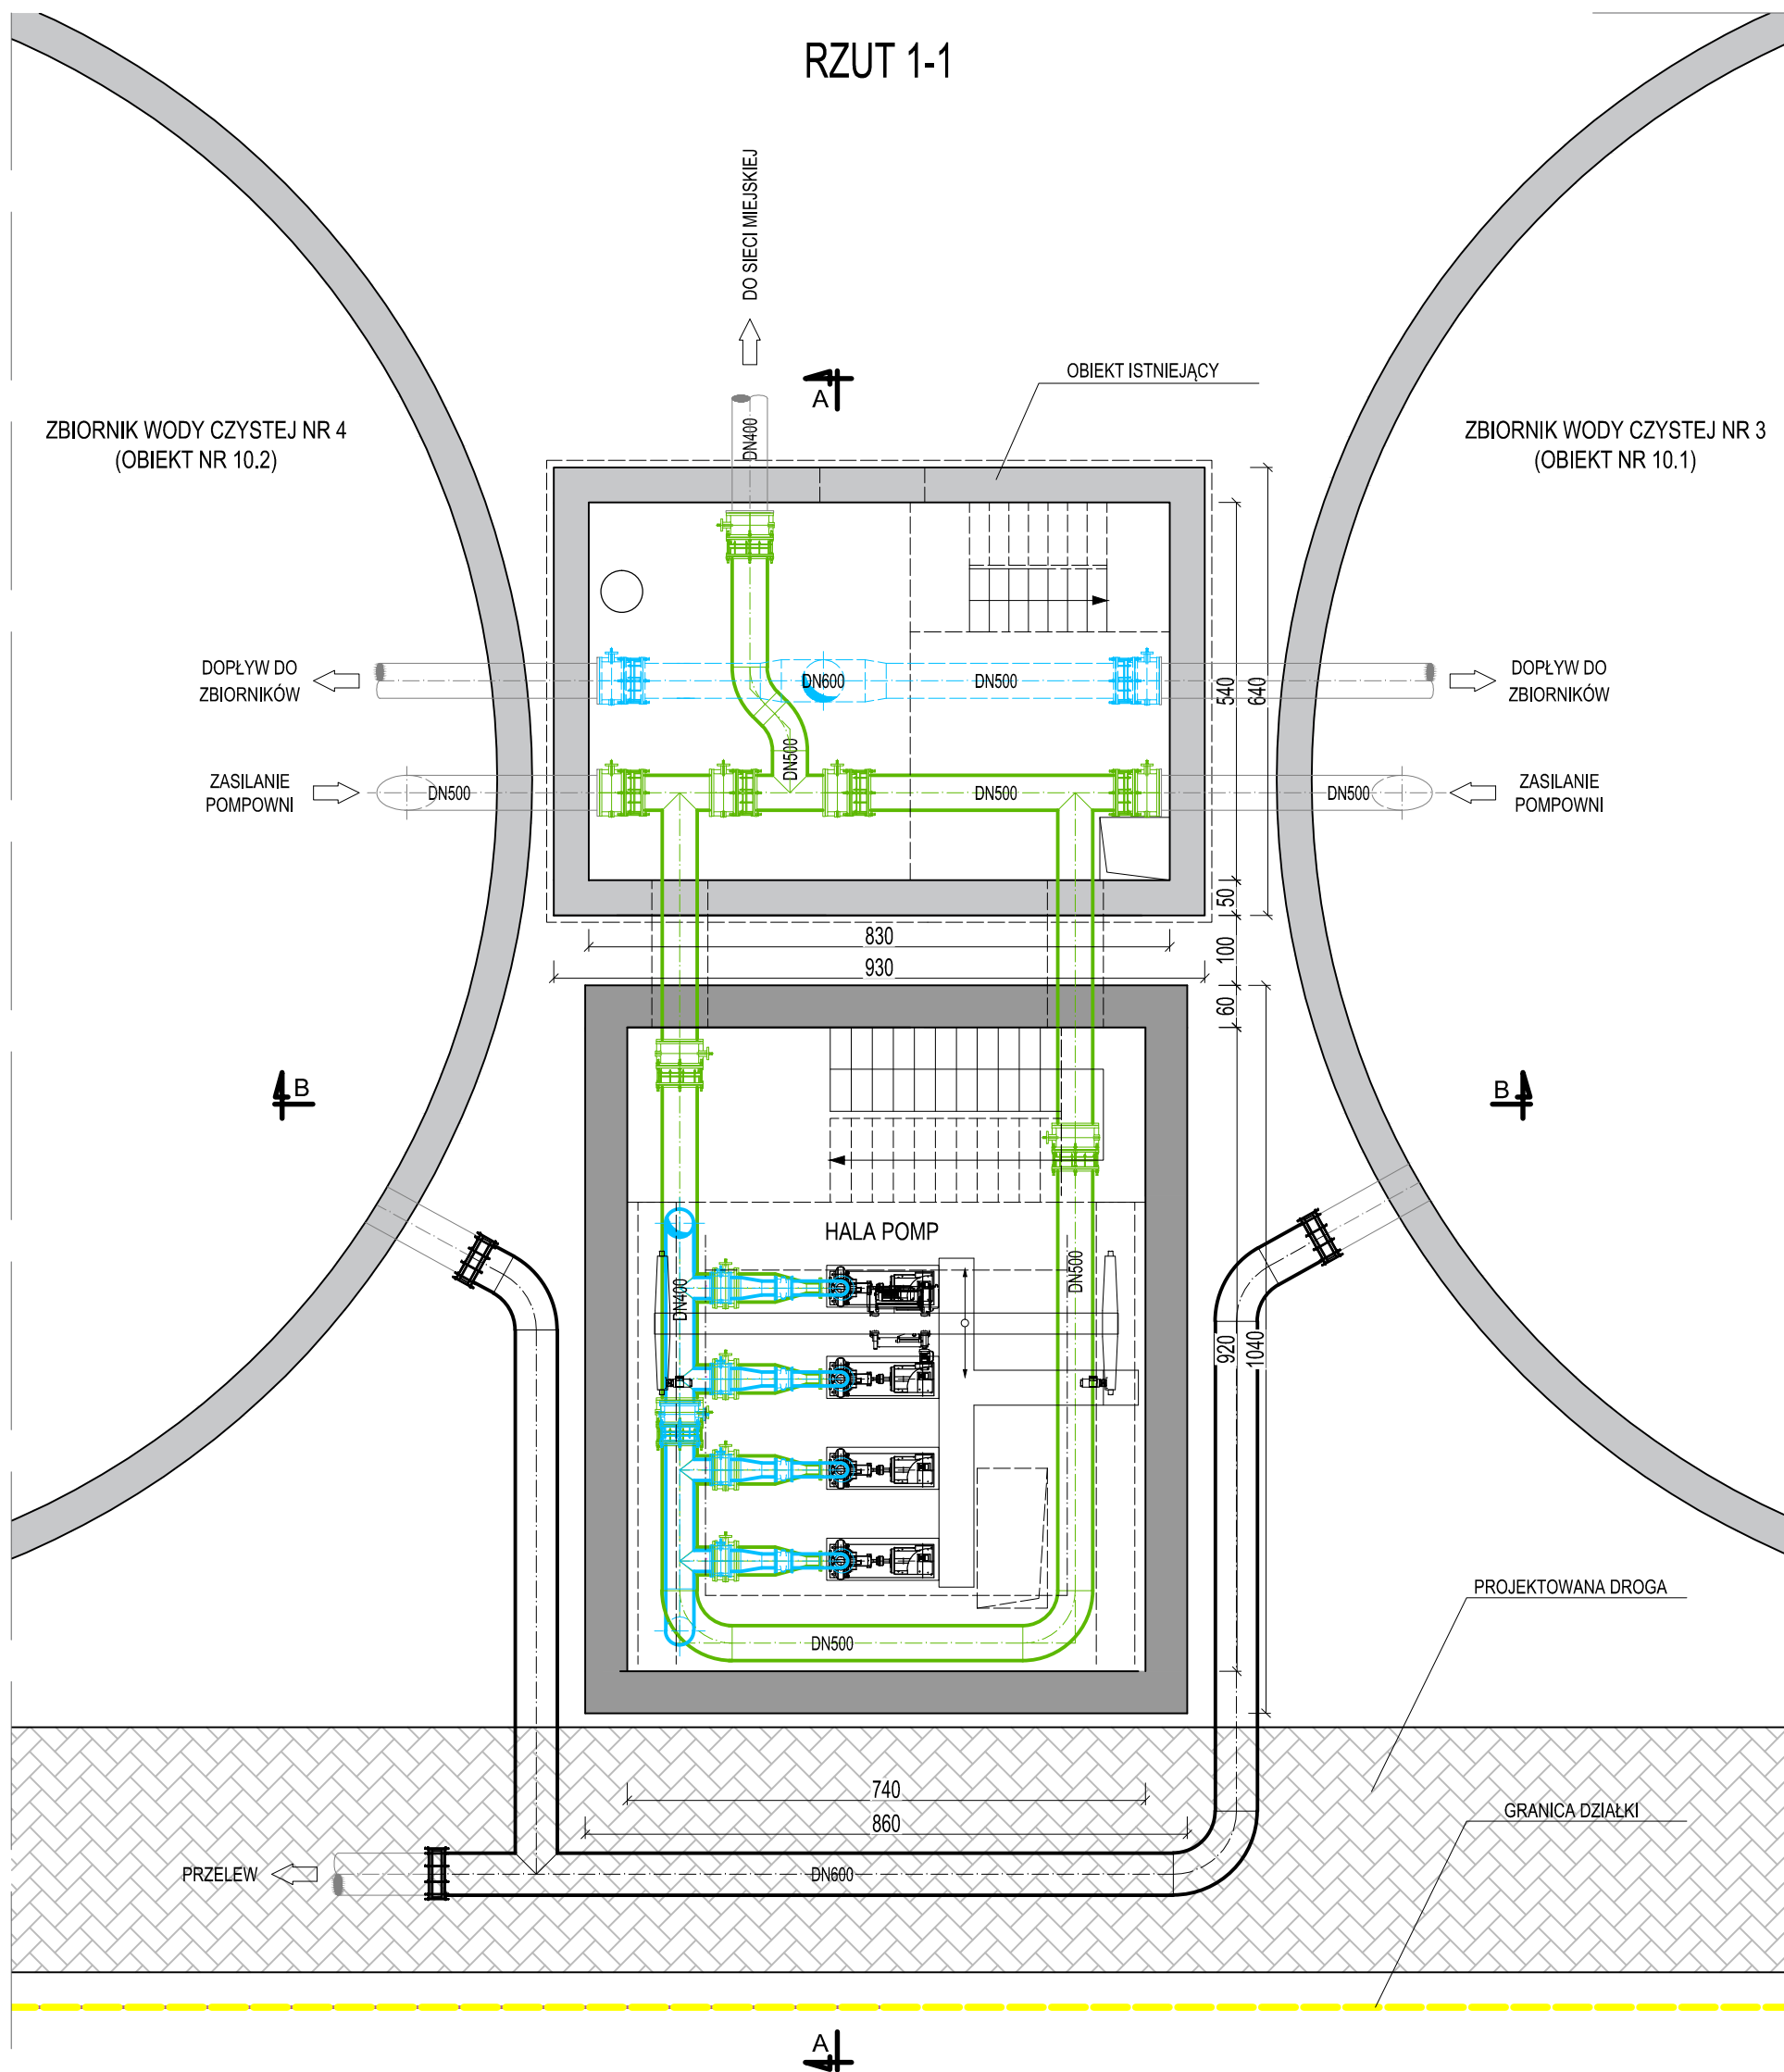 RZUT 1-1
DO SIECI MIEJSKIEJ
A
OBIEKT ISTNIEJĄCY
DN400
ZBIORNIK WODY CZYSTEJ NR 4
(OBIEKT NR 10.2)
ZBIORNIK WODY CZYSTEJ NR 3
(OBIEKT NR 10.1)
DOPŁYW DO
ZBIORNIKÓW
DN600
DN500
540
640
DOPŁYW DO
ZBIORNIKÓW
ZASILANIE
POMPOWNI
DN500
DN500
DN500
DN500
ZASILANIE
POMPOWNI
50
830
100
930
60
B
B
HALA POMP
DN400
DN500
920
1040
DN500
PROJEKTOWANA DROGA
740
860
GRANICA DZIAŁKI
PRZELEW
DN600
A